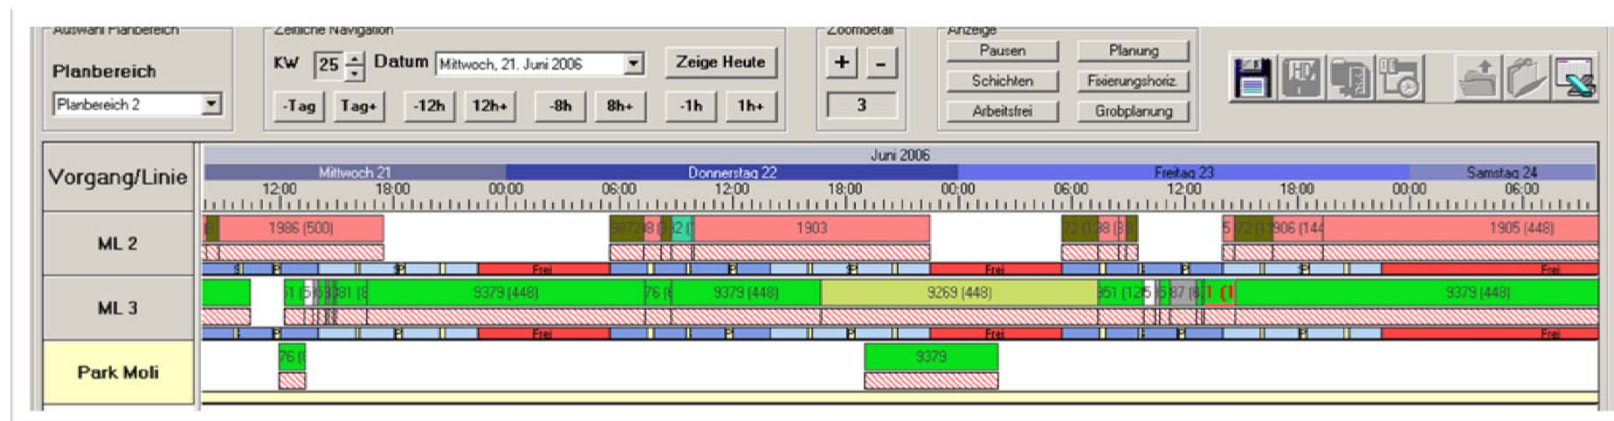 Auswahl Planbereich
Zeitliche Navigation
Zoomdetail
Anzeige
Planbereich
Planbereich 2
KW 25 Datum Mittwoch, 21. Juni 2006 Zeige Heute
-Tag Tag+ -12h 12h+ -8h 8h+ -1h 1h+
+ -
3
Pausen Planung
Schichten Fixierungshoriz.
Arbeitsfrei Grobplanung
Vorgang/Linie
Juni 2006
Mittwoch 21 Donnerstag 22 Freitag 23 Samstag 24
12:00 18:00 00:00 06:00 12:00 18:00 00:00 06:00 12:00 18:00 00:00 06:00
ML 2
1986 (500) 1903 1905 (448)
Frei Frei Frei
ML 3
9379 (448) 9379 (448) 9269 (448) 9379 (448)
Frei Frei Frei
Park Moli
9379